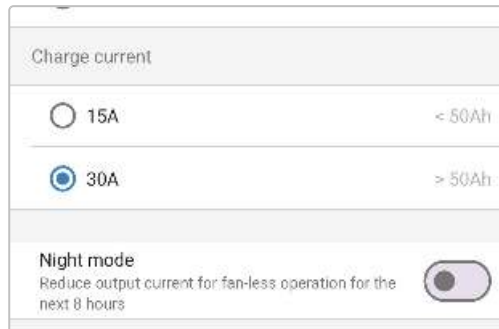 Charge current
15A < 50Ah
30A > 50Ah
Night mode
Reduce output current for fan-less operation for the
next 8 hours